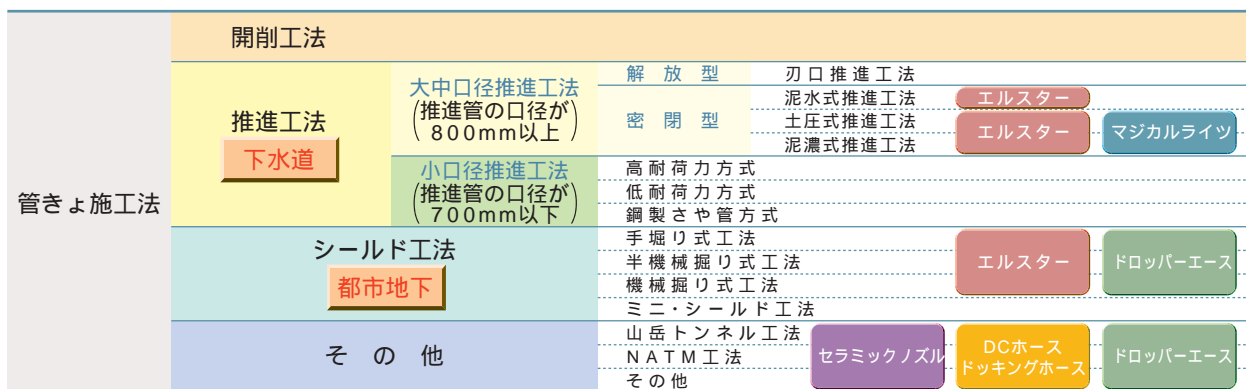 管きょ施工法
開削工法
推進工法
下水道
大中口径推進工法
(推進管の口径が
800mm以上)
解放型
刃口推進工法
密閉型
泥水式推進工法
エルスター
土圧式推進工法
泥濃式推進工法
エルスター
マジカルライツ
小口径推進工法
(推進管の口径が
700mm以下)
高耐荷力方式
低耐荷力方式
鋼製さや管方式
シールド工法
都市地下
手堀り式工法
半機械掘り式工法
機械掘り式工法
ミニ・シールド工法
エルスター
ドロッパーエース
その他
山岳トンネル工法
NATM工法
その他
セラミックノズル
DCホース
ドッキングホース
ドロッパーエース